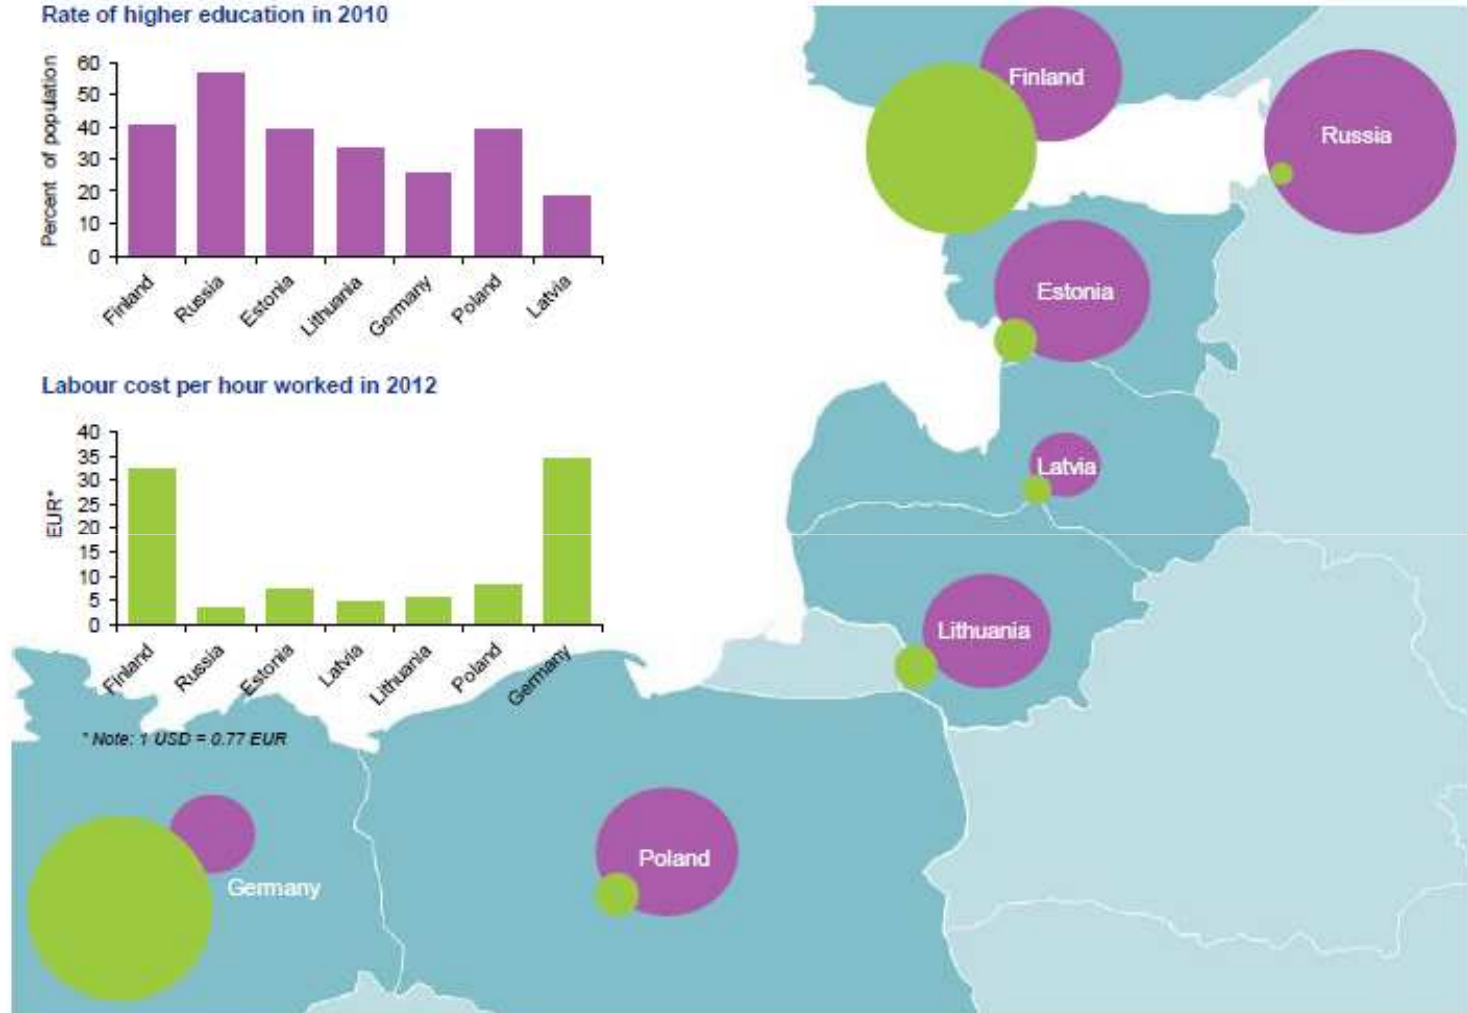 Rate of higher education in 2010
Percent of population
60
50
40
30
20
10
0
Finland
Russia
Estonia
Lithuania
Germany
Poland
Latvia
Labour cost per hour worked in 2012
EUR*
40
35
30
25
20
15
10
5
0
Finland
Russia
Estonia
Latvia
Lithuania
Poland
Germany
* Note: 1 USD = 0.77 EUR
Finland
Russia
Estonia
Latvia
Lithuania
Poland
Germany